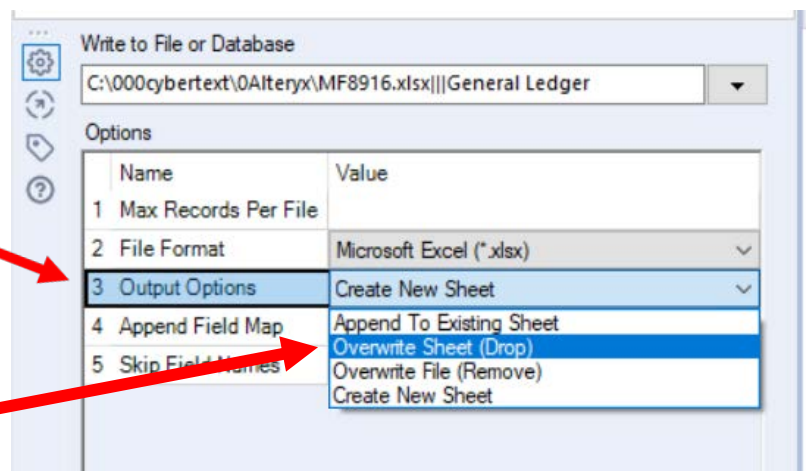 Write to File or Database
C:\000cybertext\0Alteryx\MF8916.xlsx|||General Ledger
Options
Name Value
1 Max Records Per File
2 File Format Microsoft Excel (*.xlsx)
3 Output Options Create New Sheet
4 Append Field Map Append To Existing Sheet
Overwrite Sheet (Drop)
5 Skip Field Names Overwrite File (Remove)
Create New Sheet